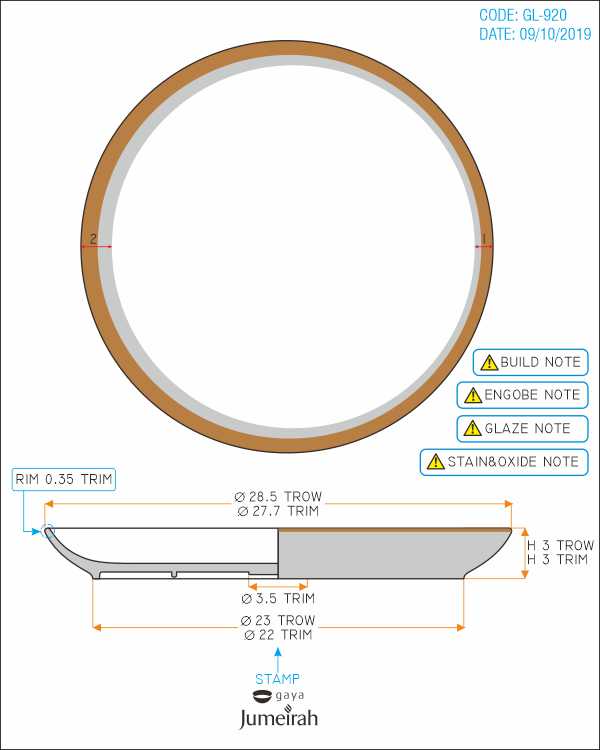 CODE: GL-920
DATE: 09/10/2019
2
1
BUILD NOTE
ENGOBE NOTE
GLAZE NOTE
STAIN&OXIDE NOTE
RIM 0.35 TRIM
Ø 28.5 TROW
Ø 27.7 TRIM
H 3 TROW
H 3 TRIM
Ø 3.5 TRIM
Ø 23 TROW
Ø 22 TRIM
STAMP
gaya
Jumeirah